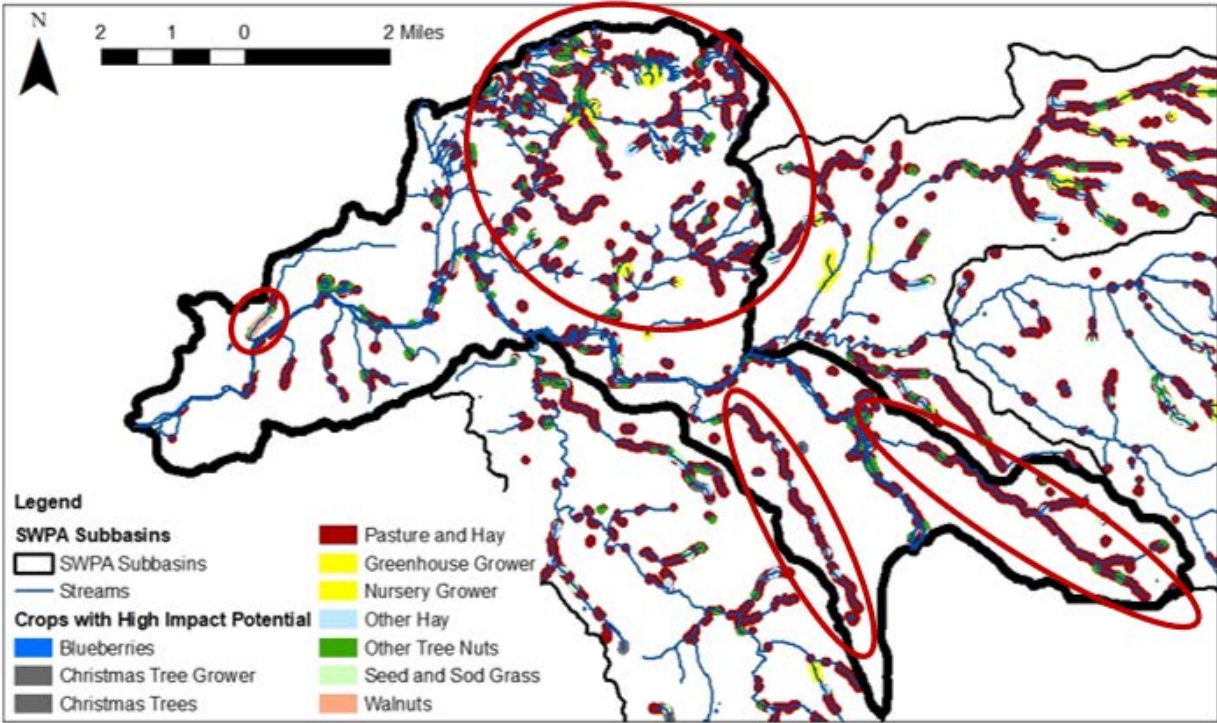 N
2 1 0 2 Miles
Legend
SWPA Subbasins
SWPA Subbasins
Streams
Crops with High Impact Potential
Blueberries
Christmas Tree Grower
Christmas Trees
Pasture and Hay
Greenhouse Grower
Nursery Grower
Other Hay
Other Tree Nuts
Seed and Sod Grass
Walnuts